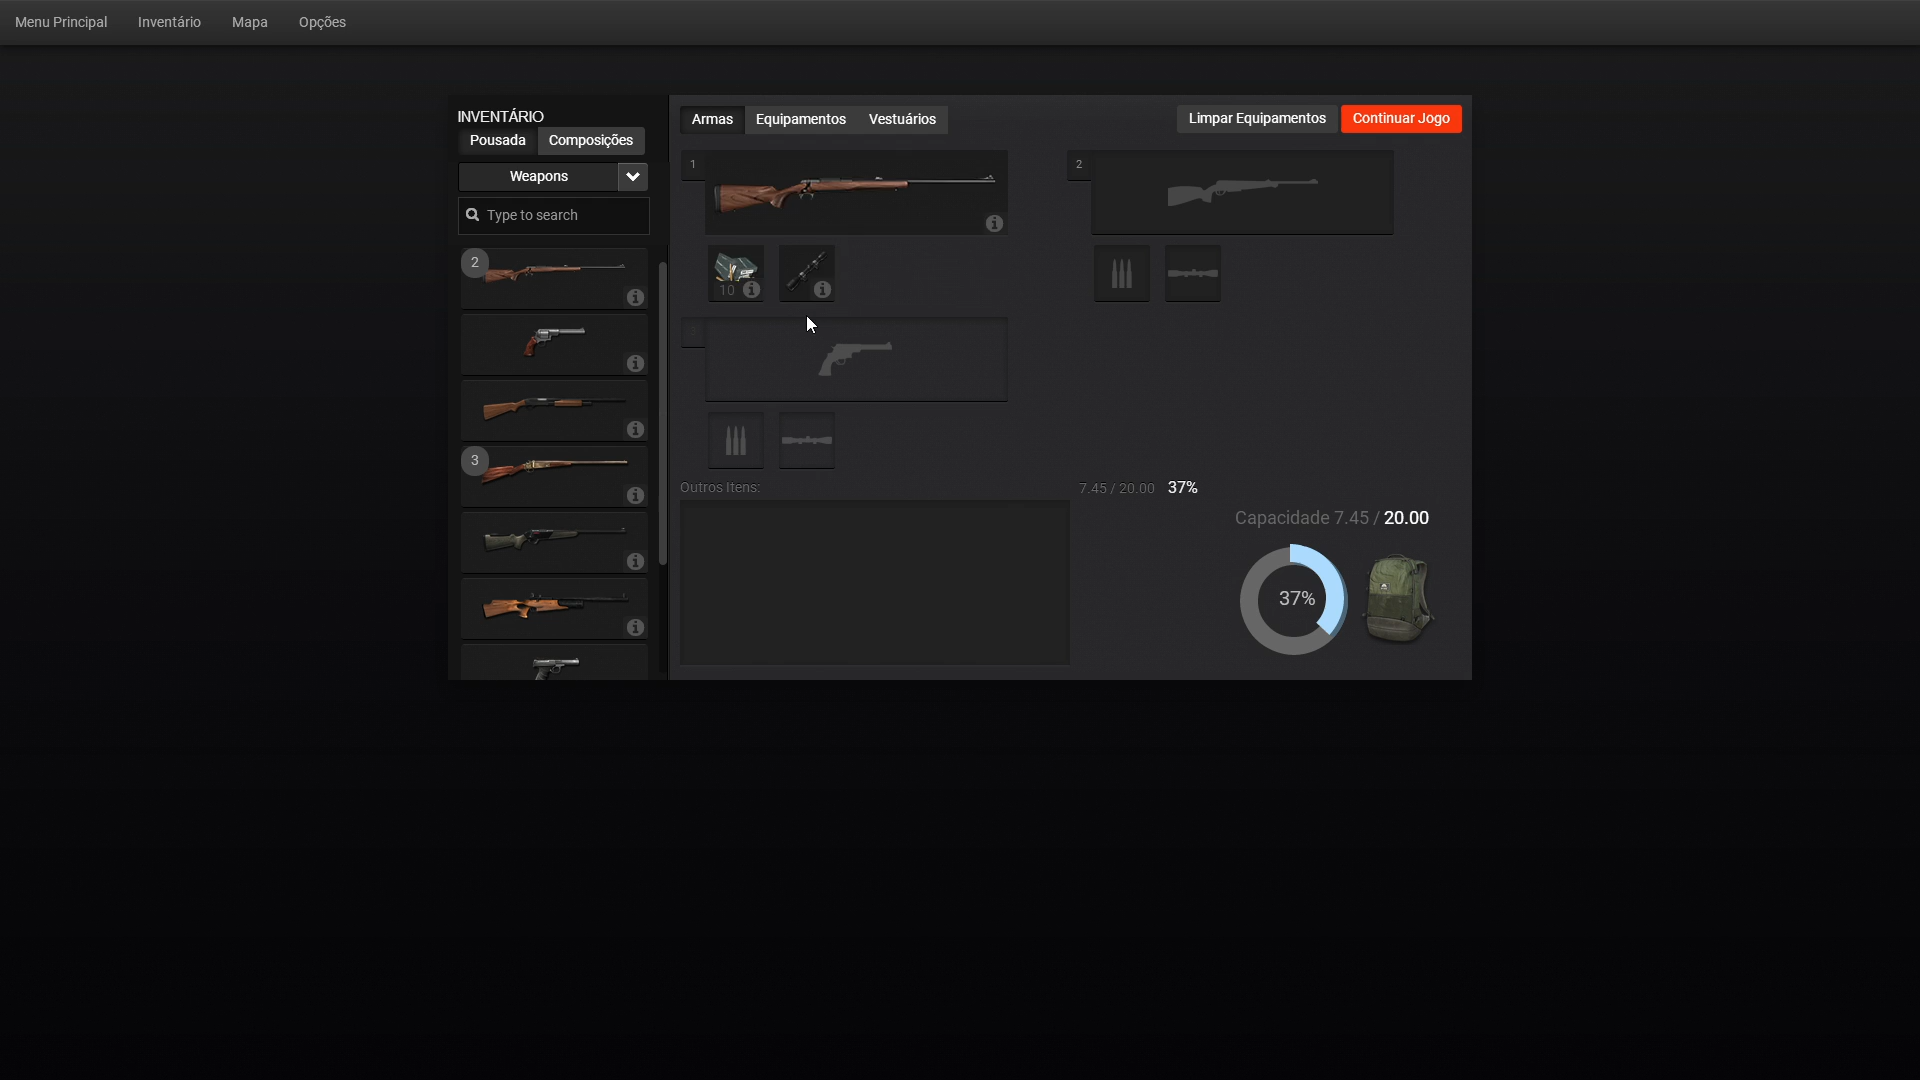 Menu Principal Inventário Mapa Opções
INVENTÁRIO
Pousada Composições
Weapons
Type to search
2
3
Armas Equipamentos Vestuários
Limpar Equipamentos Continuar Jogo
1
2
10
Outros Itens:
7.45 / 20.00 37%
Capacidade 7.45 / 20.00
37%